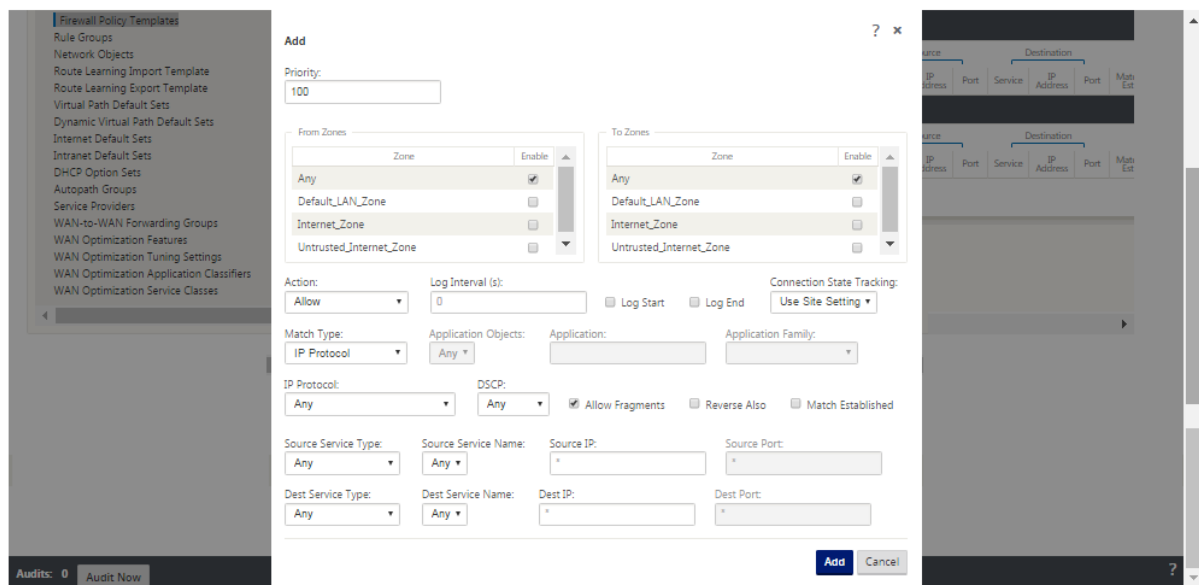 Firewall Policy Templates
Rule Groups
Network Objects
Route Learning Import Template
Route Learning Export Template
Virtual Path Default Sets
Dynamic Virtual Path Default Sets
Internet Default Sets
Intranet Default Sets
DHCP Option Sets
Autopath Groups
Service Providers
WAN-to-WAN Forwarding Groups
WAN Optimization Features
WAN Optimization Tuning Settings
WAN Optimization Application Classifiers
WAN Optimization Service Classes
Add ? ×
Priority:
100
From Zones
Zone Enable
Any
Default_LAN_Zone
Internet_Zone
Untrusted_Internet_Zone
To Zones
Zone Enable
Any
Default_LAN_Zone
Internet_Zone
Untrusted_Internet_Zone
Action: Log Interval (s): Connection State Tracking:
Allow 0 Log Start Log End Use Site Setting
Match Type: Application Objects: Application: Application Family:
IP Protocol Any
IP Protocol: DSCP:
Any Any Allow Fragments Reverse Also Match Established
Source Service Type: Source Service Name: Source IP: Source Port:
Any Any * *
Dest Service Type: Dest Service Name: Dest IP: Dest Port:
Any Any * *
Add Cancel
urce Destination
IP Address Port Service IP Address Port Mat Est
urce Destination
IP Address Port Service IP Address Port Mat Est
Audits: 0 Audit Now ?